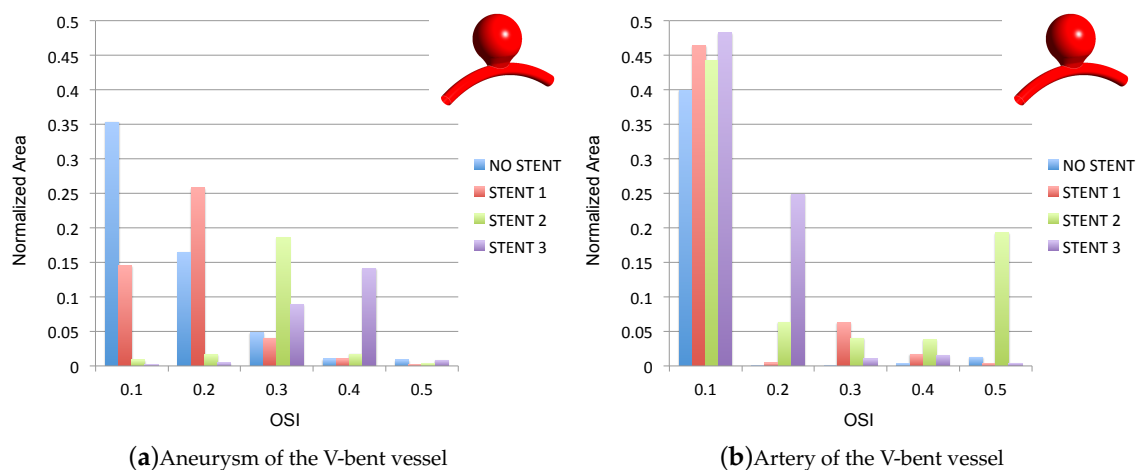 0.5
0.45
0.4
0.35
0.3
0.25
0.2
0.15
0.1
0.05
0
Normalized Area
0.1 0.2 0.3 0.4 0.5
OSI
NO STENT
STENT 1
STENT 2
STENT 3
(a)Aneurysm of the V-bent vessel
0.5
0.45
0.4
0.35
0.3
0.25
0.2
0.15
0.1
0.05
0
Normalized Area
0.1 0.2 0.3 0.4 0.5
OSI
NO STENT
STENT 1
STENT 2
STENT 3
(b)Artery of the V-bent vessel